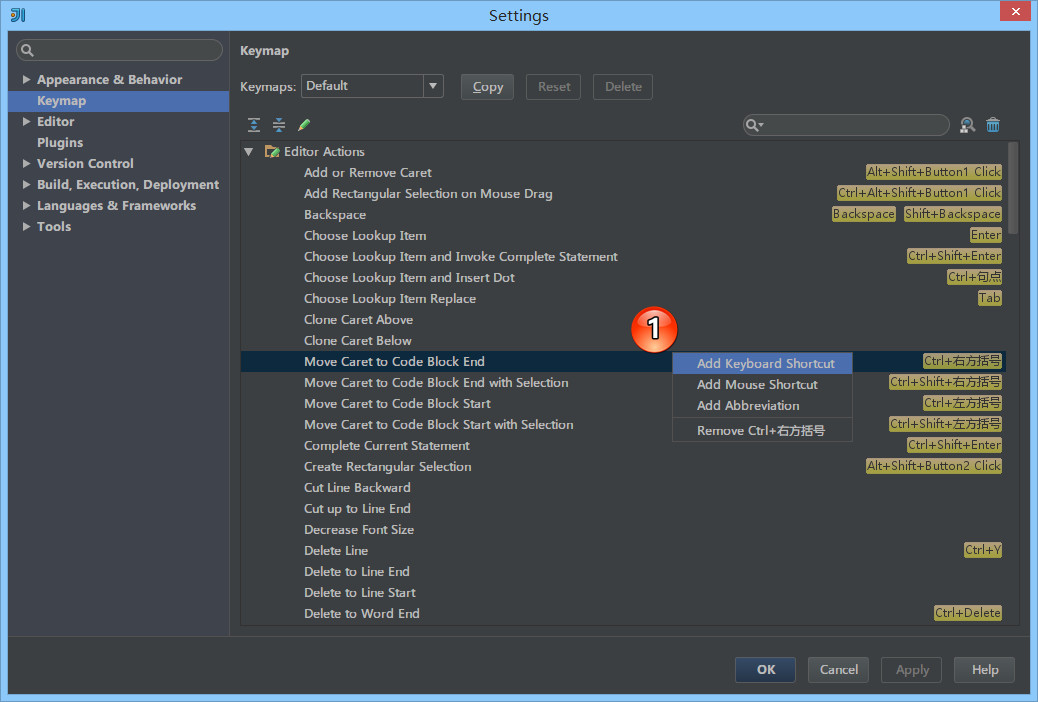 Settings
Keymap
Appearance & Behavior
Keymap
Editor
Plugins
Version Control
Build, Execution, Deployment
Languages & Frameworks
Tools
Keymaps: Default Copy Reset Delete
Editor Actions
Add or Remove Caret Alt+Shift+Button1 Click
Add Rectangular Selection on Mouse Drag Ctrl+Alt+Shift+Button1 Click
Backspace Backspace Shift+Backspace
Choose Lookup Item Enter
Choose Lookup Item and Invoke Complete Statement Ctrl+Shift+Enter
Choose Lookup Item and Insert Dot Ctrl+句点
Choose Lookup Item Replace Tab
Clone Caret Above
1
Clone Caret Below
Move Caret to Code Block End Ctrl+右方括号
Move Caret to Code Block End with Selection Ctrl+Shift+右方括号
Move Caret to Code Block Start Ctrl+左方括号
Move Caret to Code Block Start with Selection Ctrl+Shift+左方括号
Add Keyboard Shortcut
Add Mouse Shortcut
Add Abbreviation
Remove Ctrl+右方括号
Complete Current Statement Ctrl+Shift+Enter
Create Rectangular Selection Alt+Shift+Button2 Click
Cut Line Backward
Cut up to Line End
Decrease Font Size
Delete Line Ctrl+Y
Delete to Line End
Delete to Line Start
Delete to Word End Ctrl+Delete
OK Cancel Apply Help